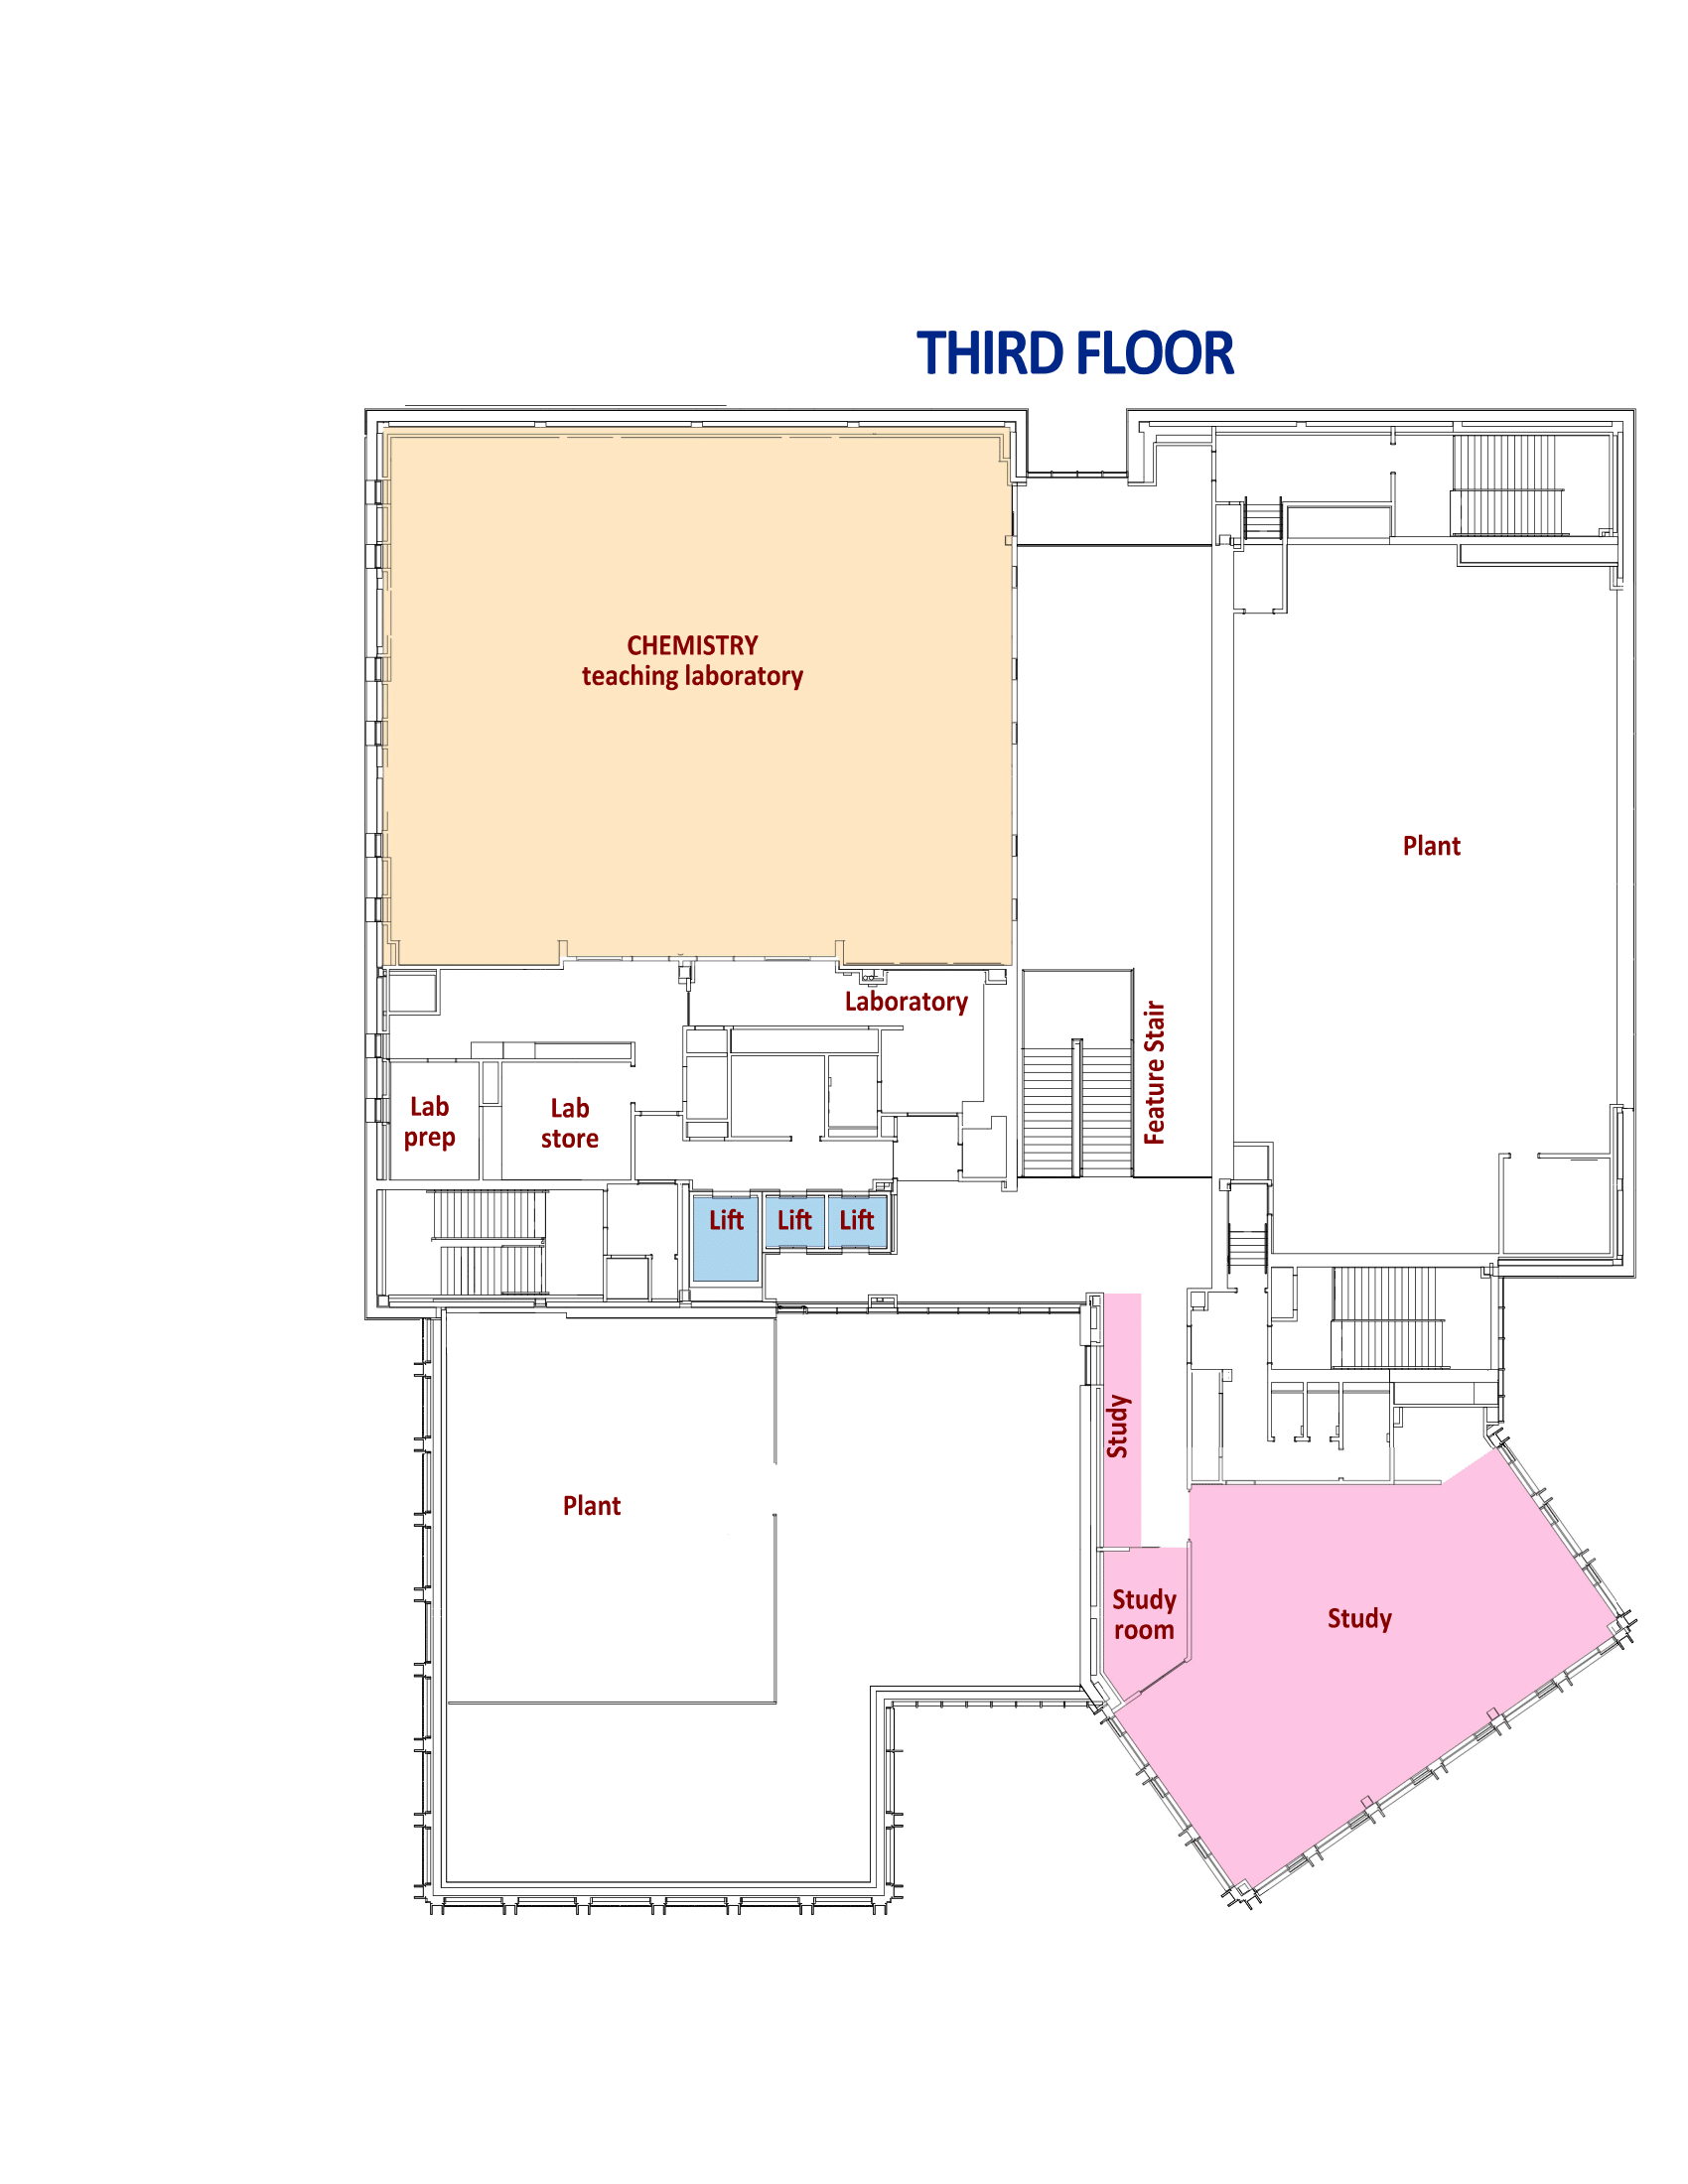 THIRD FLOOR
CHEMISTRY
teaching laboratory
Plant
Laboratory
Feature Stair
Lab
prep
Lab
store
Lift
Lift
Lift
Study
Plant
Study
room
Study